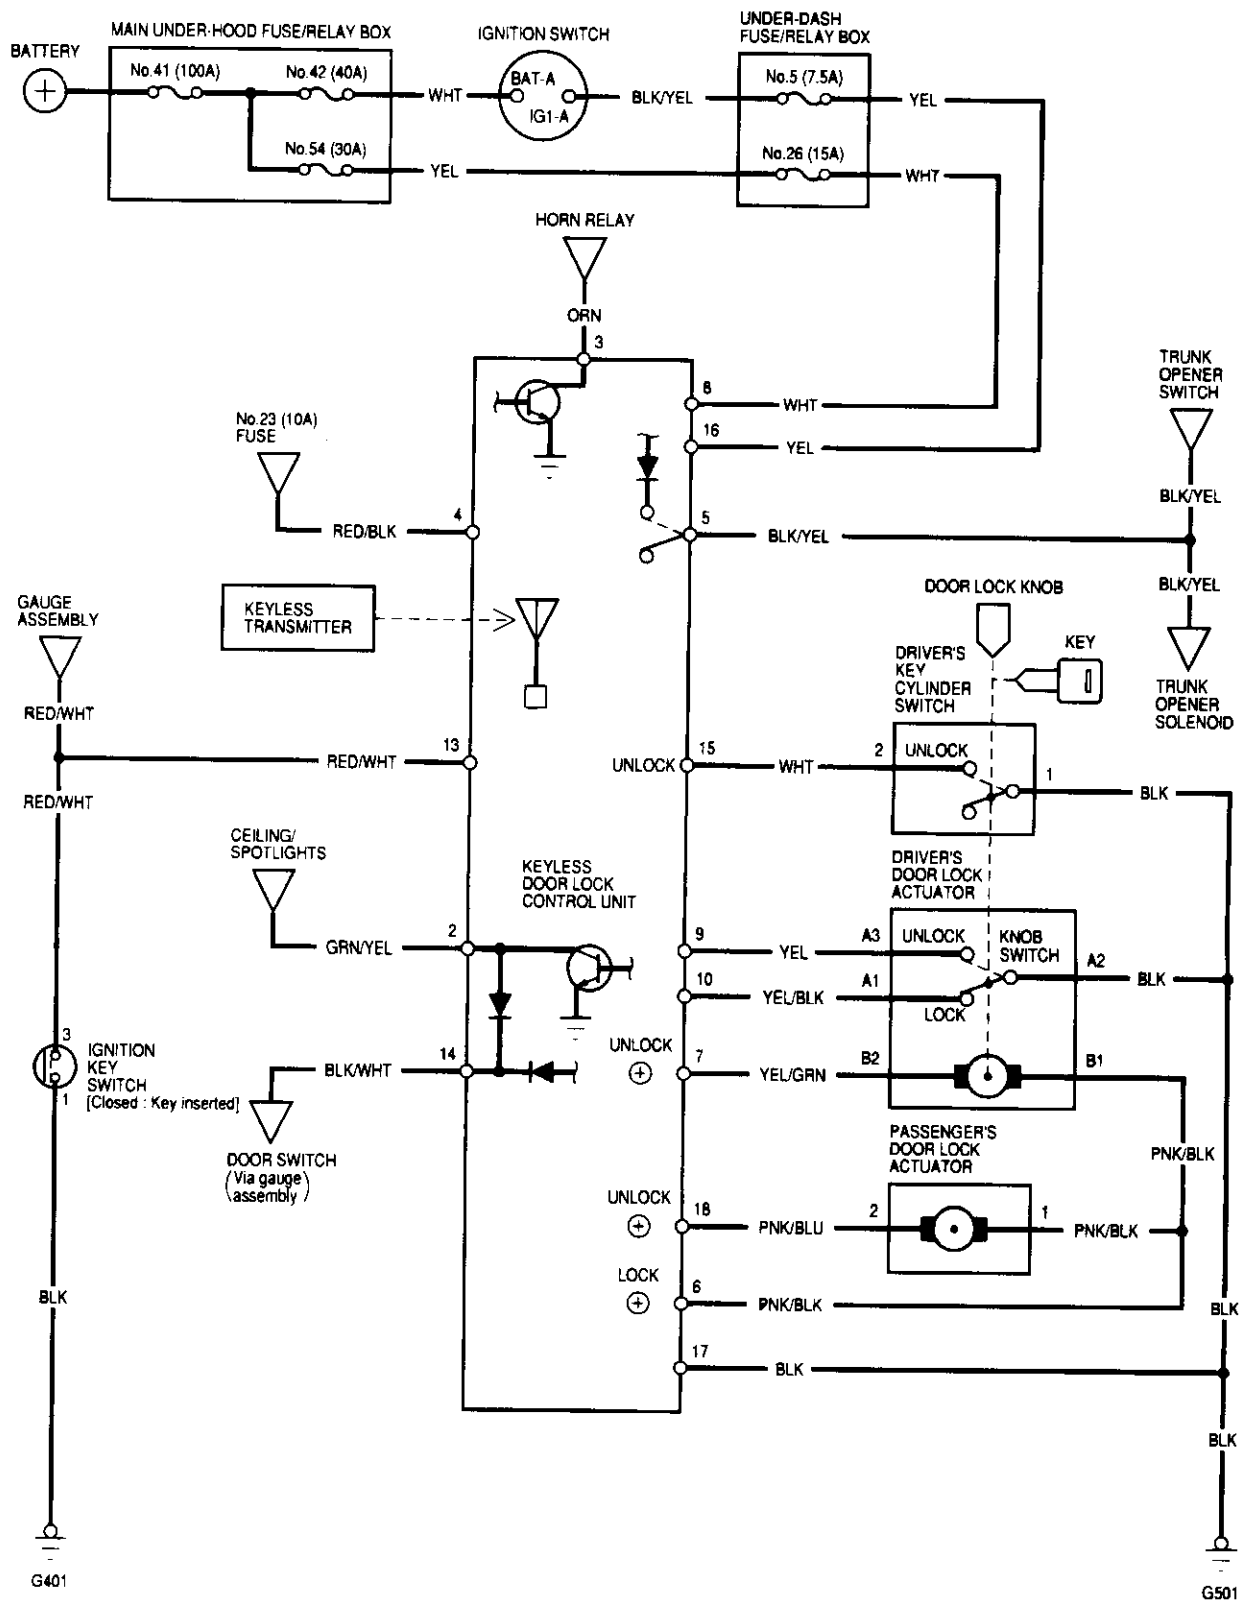 MAIN UNDER-HOOD FUSE/RELAY BOX
BATTERY
No.41 (100A)
No.42 (40A)
WHT
No.54 (30A)
YEL
IGNITION SWITCH
BAT-A
IG1-A
BLK/YEL
UNDER-DASH
FUSE/RELAY BOX
No.5 (7.5A)
YEL
No.26 (15A)
WHT
HORN RELAY
ORN
3
8
WHT
16
YEL
TRUNK
OPENER
SWITCH
BLK/YEL
No.23 (10A)
FUSE
4
RED/BLK
5
BLK/YEL
BLK/YEL
TRUNK
OPENER
SOLENOID
KEYLESS
TRANSMITTER
GAUGE
ASSEMBLY
RED/WHT
13
RED/WHT
RED/WHT
DOOR LOCK KNOB
KEY
DRIVER'S
KEY
CYLINDER
SWITCH
UNLOCK
15
WHT
2
UNLOCK
1
BLK
CEILING/
SPOTLIGHTS
2
GRN/YEL
KEYLESS
DOOR LOCK
CONTROL UNIT
DRIVER'S
DOOR LOCK
ACTUATOR
9
YEL
A3
UNLOCK
KNOB
SWITCH
A2
BLK
10
YEL/BLK
A1
LOCK
3
IGNITION
KEY
SWITCH
[Closed : Key inserted]
1
14
BLK/WHT
UNLOCK
7
YEL/GRN
B2
B1
PNK/BLK
DOOR SWITCH
(Via gauge
assembly)
PASSENGER'S
DOOR LOCK
ACTUATOR
UNLOCK
18
PNK/BLU
2
1
PNK/BLK
LOCK
6
PNK/BLK
BLK
BLK
17
BLK
BLK
G401
G501